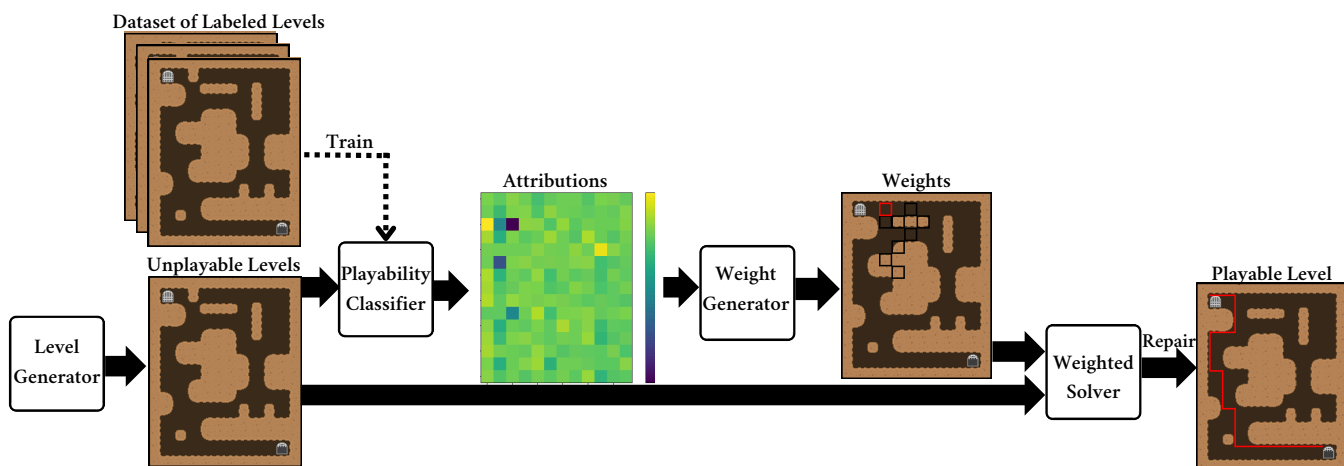 Dataset of Labeled Levels
Train
Attributions
Weights
Unplayable Levels
Playability
Classifier
Weight
Generator
Playable Level
Level
Generator
Weighted
Solver
Repair